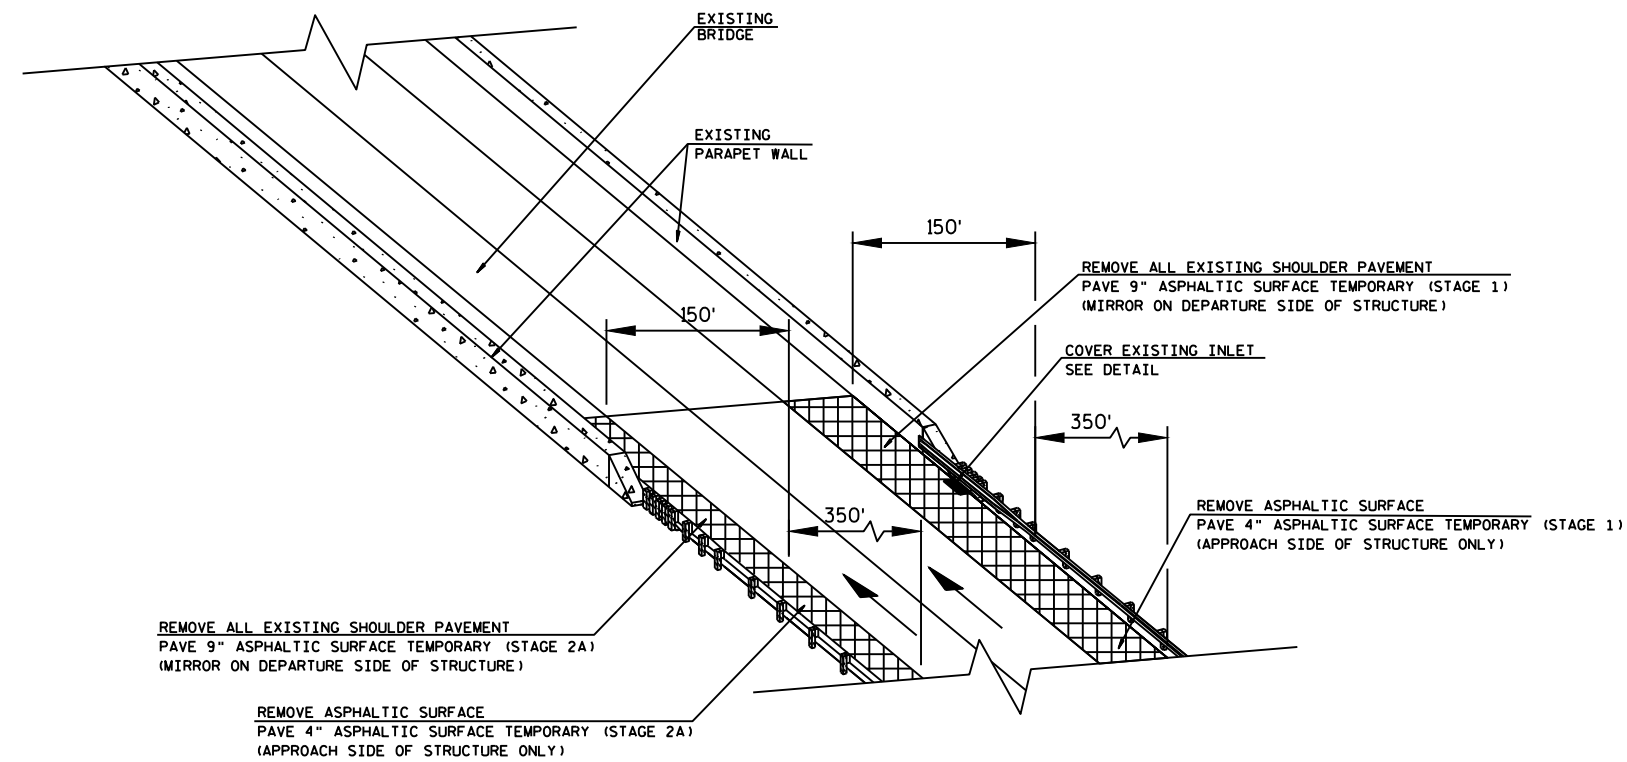 EXISTING
BRIDGE
EXISTING
PARAPET WALL
150'
REMOVE ALL EXISTING SHOULDER PAVEMENT
PAVE 9" ASPHALTIC SURFACE TEMPORARY (STAGE 1)
(MIRROR ON DEPARTURE SIDE OF STRUCTURE)
150'
COVER EXISTING INLET
SEE DETAIL
350'
REMOVE ASPHALTIC SURFACE
PAVE 4" ASPHALTIC SURFACE TEMPORARY (STAGE 1)
(APPROACH SIDE OF STRUCTURE ONLY)
350'
REMOVE ALL EXISTING SHOULDER PAVEMENT
PAVE 9" ASPHALTIC SURFACE TEMPORARY (STAGE 2A)
(MIRROR ON DEPARTURE SIDE OF STRUCTURE)
REMOVE ASPHALTIC SURFACE
PAVE 4" ASPHALTIC SURFACE TEMPORARY (STAGE 2A)
(APPROACH SIDE OF STRUCTURE ONLY)